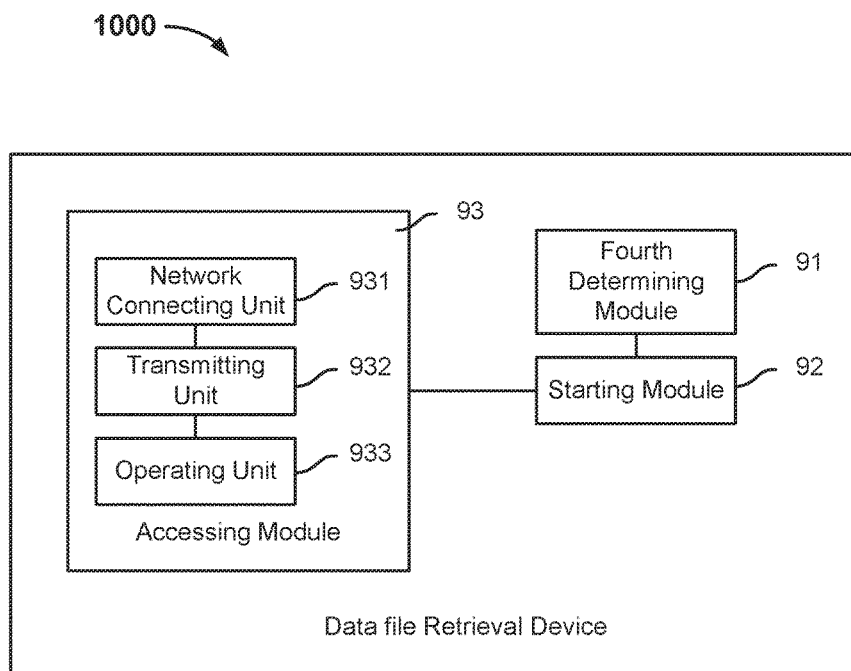 1000
93
Network
Connecting Unit
931
Transmitting
Unit
932
Operating Unit
933
Accessing Module
Fourth
Determining
Module
91
Starting Module
92
Data file Retrieval Device